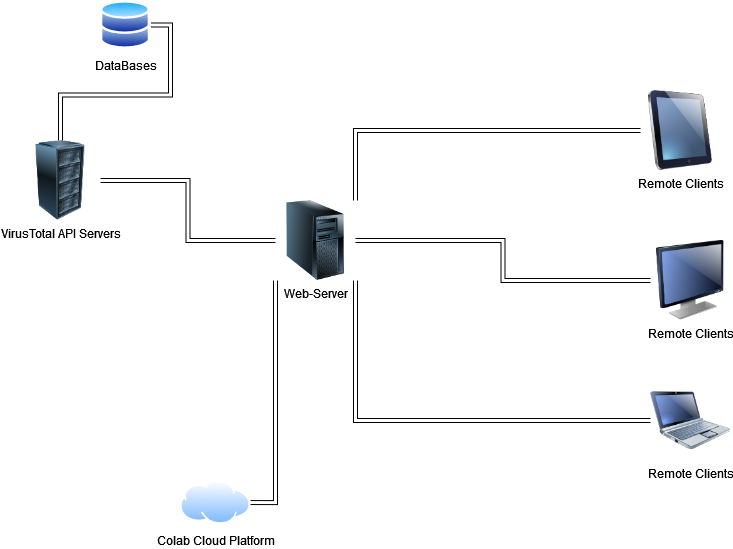 DataBases
Remote Clients
VirusTotal API Servers
Web-Server
Remote Clients
Remote Clients
Colab Cloud Platform